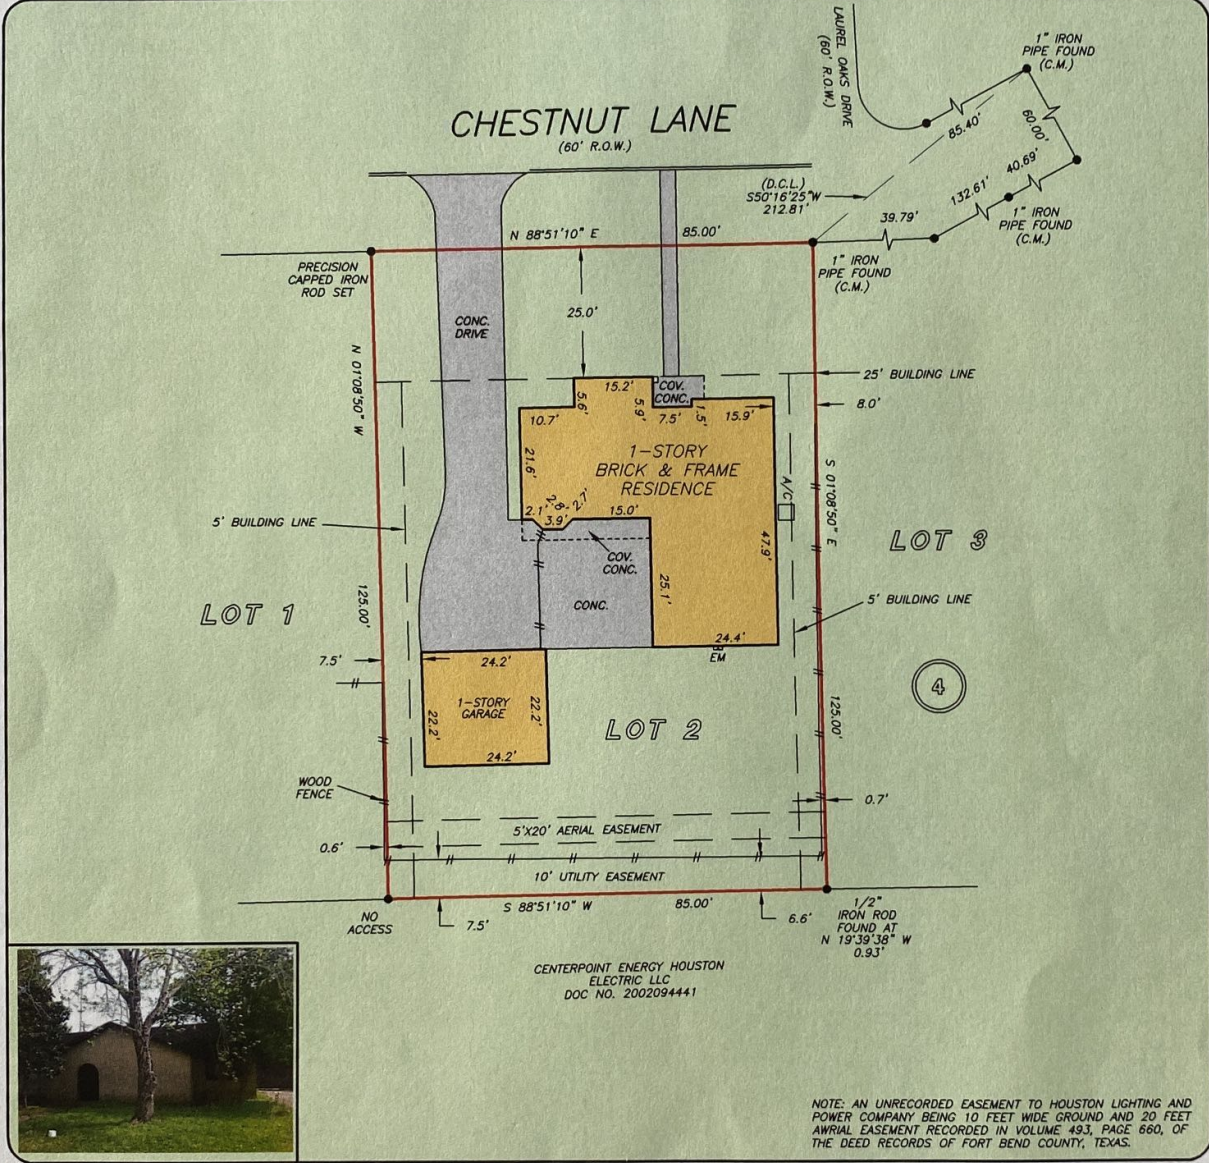 LAUREL OAKS DRIVE
(60' R.O.W.)
1" IRON
PIPE FOUND
(C.M.)
CHESTNUT LANE
(60' R.O.W.)
85.40'
60.00'
40.69'
132.61'
(D.C.L.)
S50°16'25"W
212.81'
39.79'
1" IRON
PIPE FOUND
(C.M.)
N 88°51'10" E
85.00'
PRECISION
CAPPED IRON
ROD SET
1" IRON
PIPE FOUND
(C.M.)
CONC.
DRIVE
25.0'
N 01°08'50" W
25' BUILDING LINE
15.2'
COV.
CONC.
5.6'
5.9'
8.0'
10.7'
7.5'
1.5'
15.9'
1-STORY
BRICK & FRAME
RESIDENCE
21.6'
S 01°08'50" E
A/C
2.1'
2.8'
2.7'
3.9'
15.0'
5' BUILDING LINE
LOT 3
47.9'
COV.
CONC.
CONC.
25.1'
LOT 1
125.00'
5' BUILDING LINE
24.4'
EM
7.5'
24.2'
4
1-STORY
GARAGE
22.2'
22.2'
LOT 2
125.00'
24.2'
WOOD
FENCE
0.7'
5'X20' AERIAL EASEMENT
0.6'
10' UTILITY EASEMENT
S 88°51'10" W
85.00'
NO
ACCESS
7.5'
6.6'
1/2"
IRON ROD
FOUND AT
N 19°39'38" W
0.93'
CENTERPOINT ENERGY HOUSTON
ELECTRIC LLC
DOC NO. 2002094441
NOTE: AN UNRECORDED EASEMENT TO HOUSTON LIGHTING AND
POWER COMPANY BEING 10 FEET WIDE GROUND AND 20 FEET
AWRIAL EASEMENT RECORDED IN VOLUME 493, PAGE 660, OF
THE DEED RECORDS OF FORT BEND COUNTY, TEXAS.